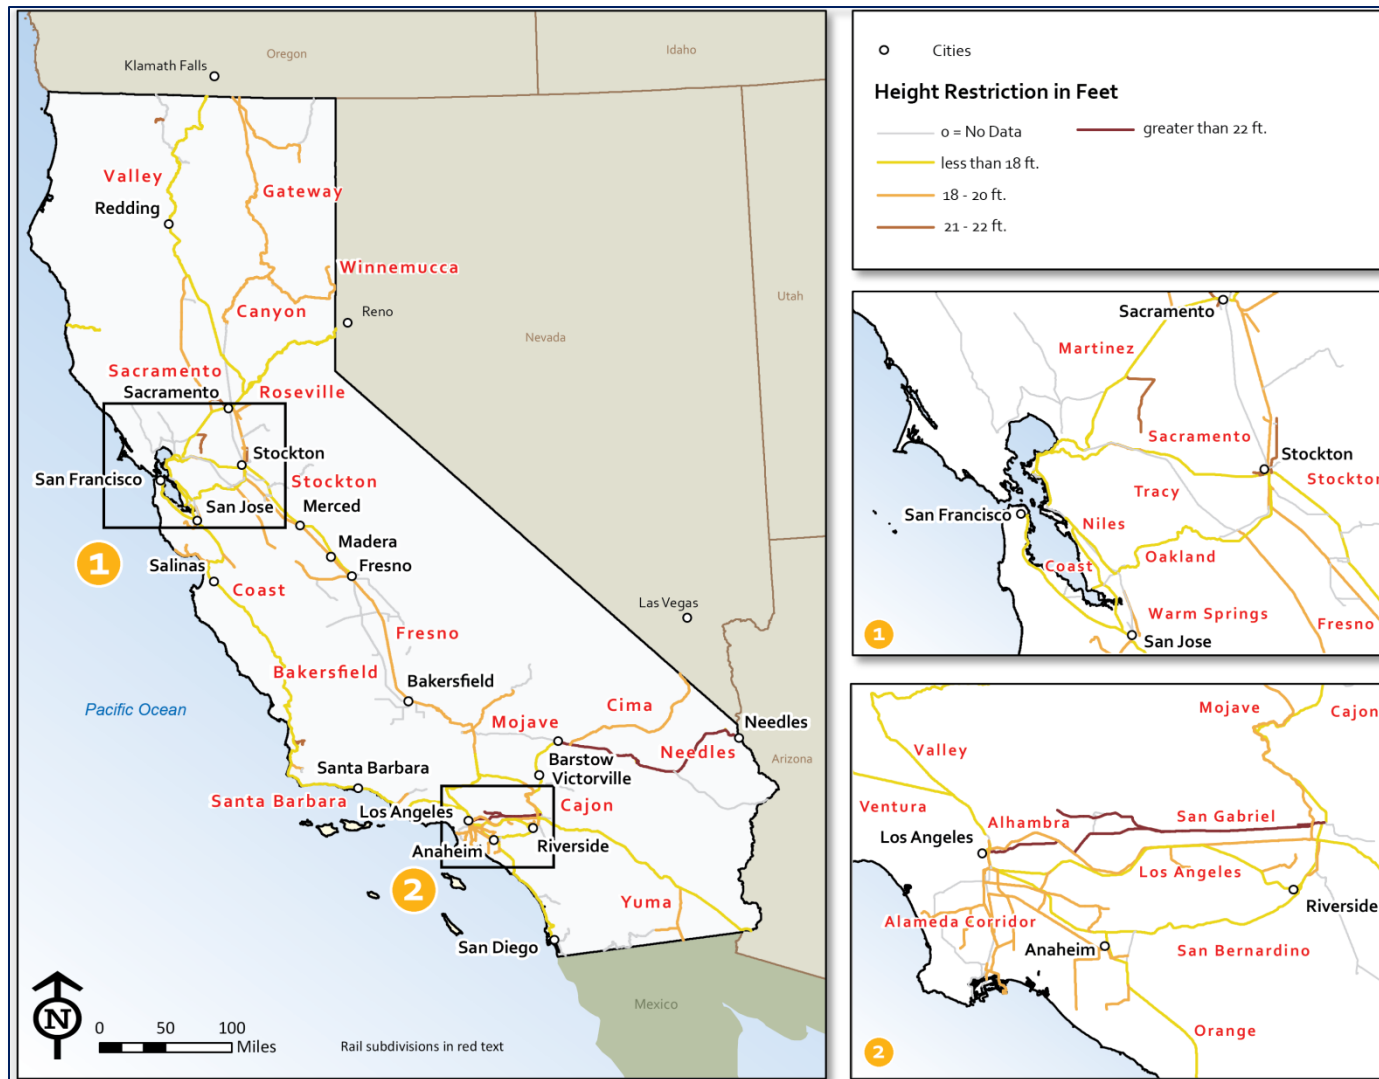 Oregon
Idaho
Klamath Falls
Valley
Redding
Gateway
Winnemucca
Canyon
Reno
Utah
Nevada
Sacramento
Sacramento
Roseville
Stockton
Stockton
San Francisco
San Jose
Merced
Madera
Fresno
Salinas
Coast
1
Las Vegas
Fresno
Bakersfield
Bakersfield
Pacific Ocean
Cima
Mojave
Needles
Needles
Barstow
Victorville
Arizona
Santa Barbara
Santa Barbara
Los Angeles
Cajon
Anaheim
Riverside
2
Yuma
San Diego
Mexico
N
0 50 100
Miles
Rail subdivisions in red text
Cities
Height Restriction in Feet
0 = No Data
greater than 22 ft.
less than 18 ft.
18 - 20 ft.
21 - 22 ft.
Sacramento
Martinez
Sacramento
Stockton
Stockton
Tracy
San Francisco
Niles
Oakland
Coast
Warm Springs
Fresno
San Jose
1
Mojave
Cajon
Valley
Ventura
Alhambra
San Gabriel
Los Angeles
Los Angeles
Riverside
Alameda Corridor
Anaheim
San Bernardino
Orange
2